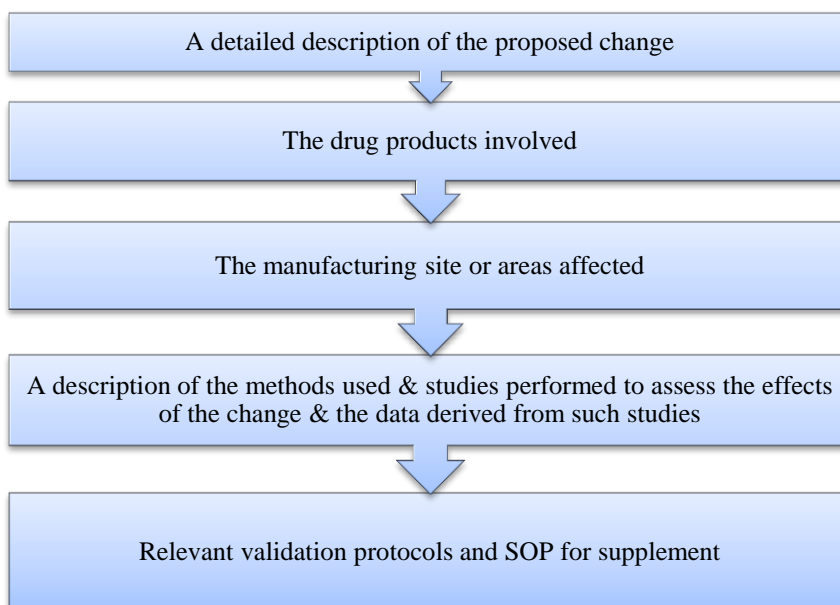 A detailed description of the proposed change
The drug products involved
The manufacturing site or areas affected
A description of the methods used & studies performed to assess the effects
of the change & the data derived from such studies
Relevant validation protocols and SOP for supplement